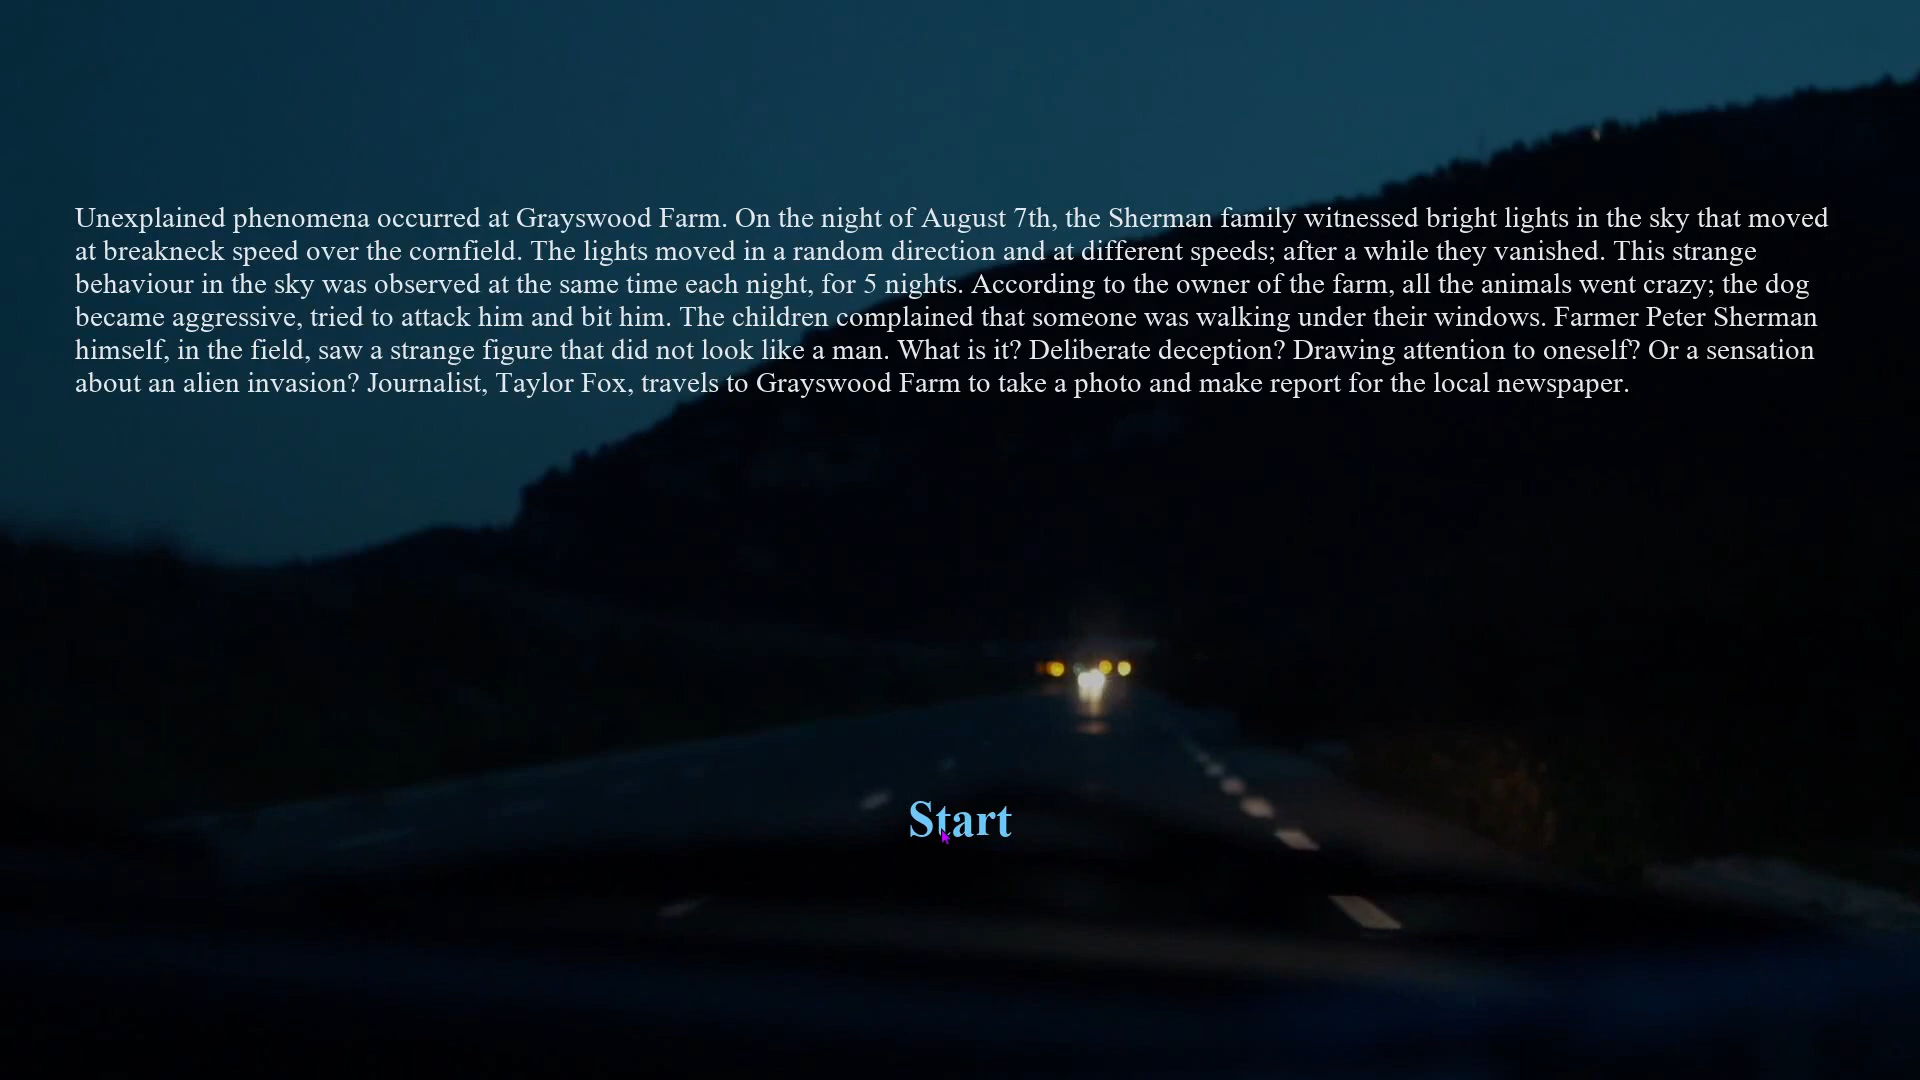 Unexplained phenomena occurred at Grayswood Farm. On the night of August 7th, the Sherman family witnessed bright lights in the sky that moved
at breakneck speed over the cornfield. The lights moved in a random direction and at different speeds; after a while they vanished. This strange
behaviour in the sky was observed at the same time each night, for 5 nights. According to the owner of the farm, all the animals went crazy; the dog
became aggressive, tried to attack him and bit him. The children complained that someone was walking under their windows. Farmer Peter Sherman
himself, in the field, saw a strange figure that did not look like a man. What is it? Deliberate deception? Drawing attention to oneself? Or a sensation
about an alien invasion? Journalist, Taylor Fox, travels to Grayswood Farm to take a photo and make report for the local newspaper.
Start